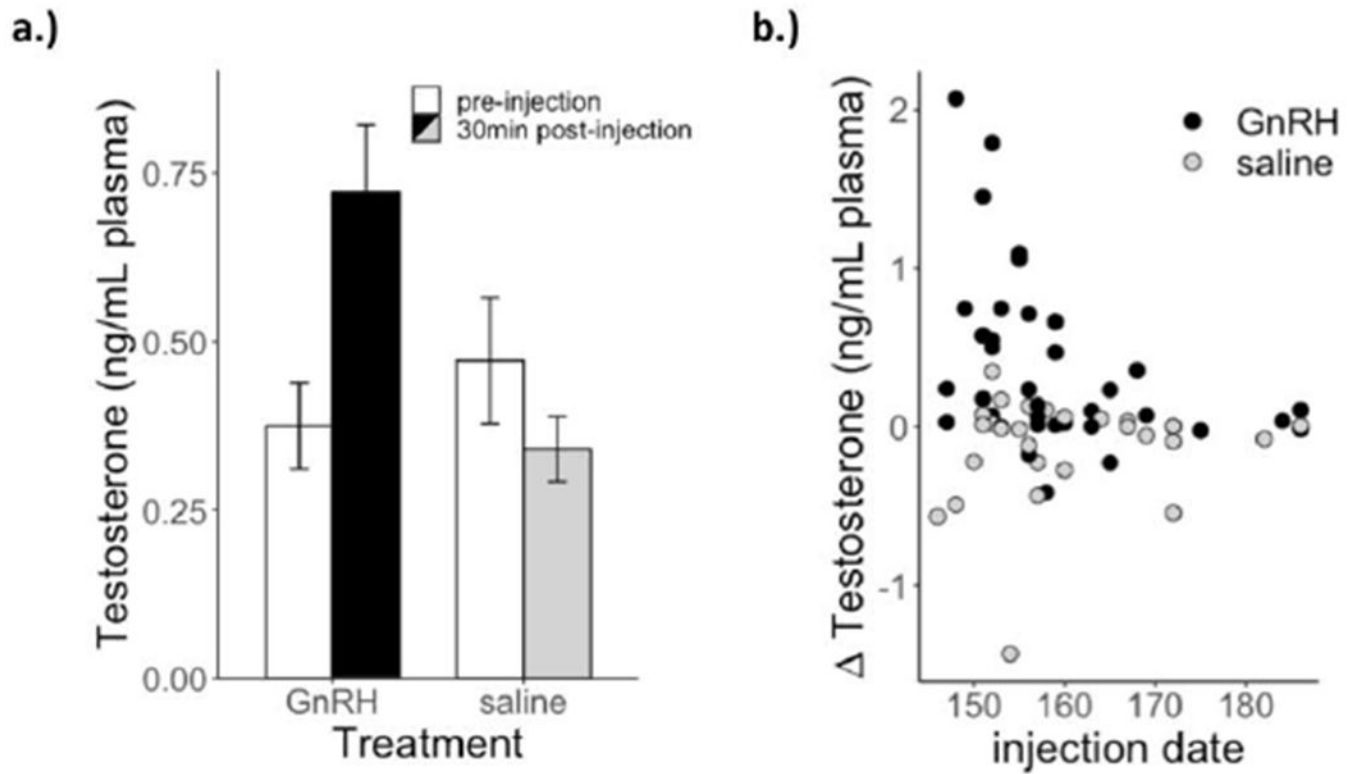 a.)
Testosterone (ng/mL plasma)
0.75
0.50
0.25
0.00
pre-injection
30min post-injection
GnRH
saline
Treatment
b.)
Δ Testosterone (ng/mL plasma)
2
1
0
-1
GnRH
saline
150 160 170 180
injection date